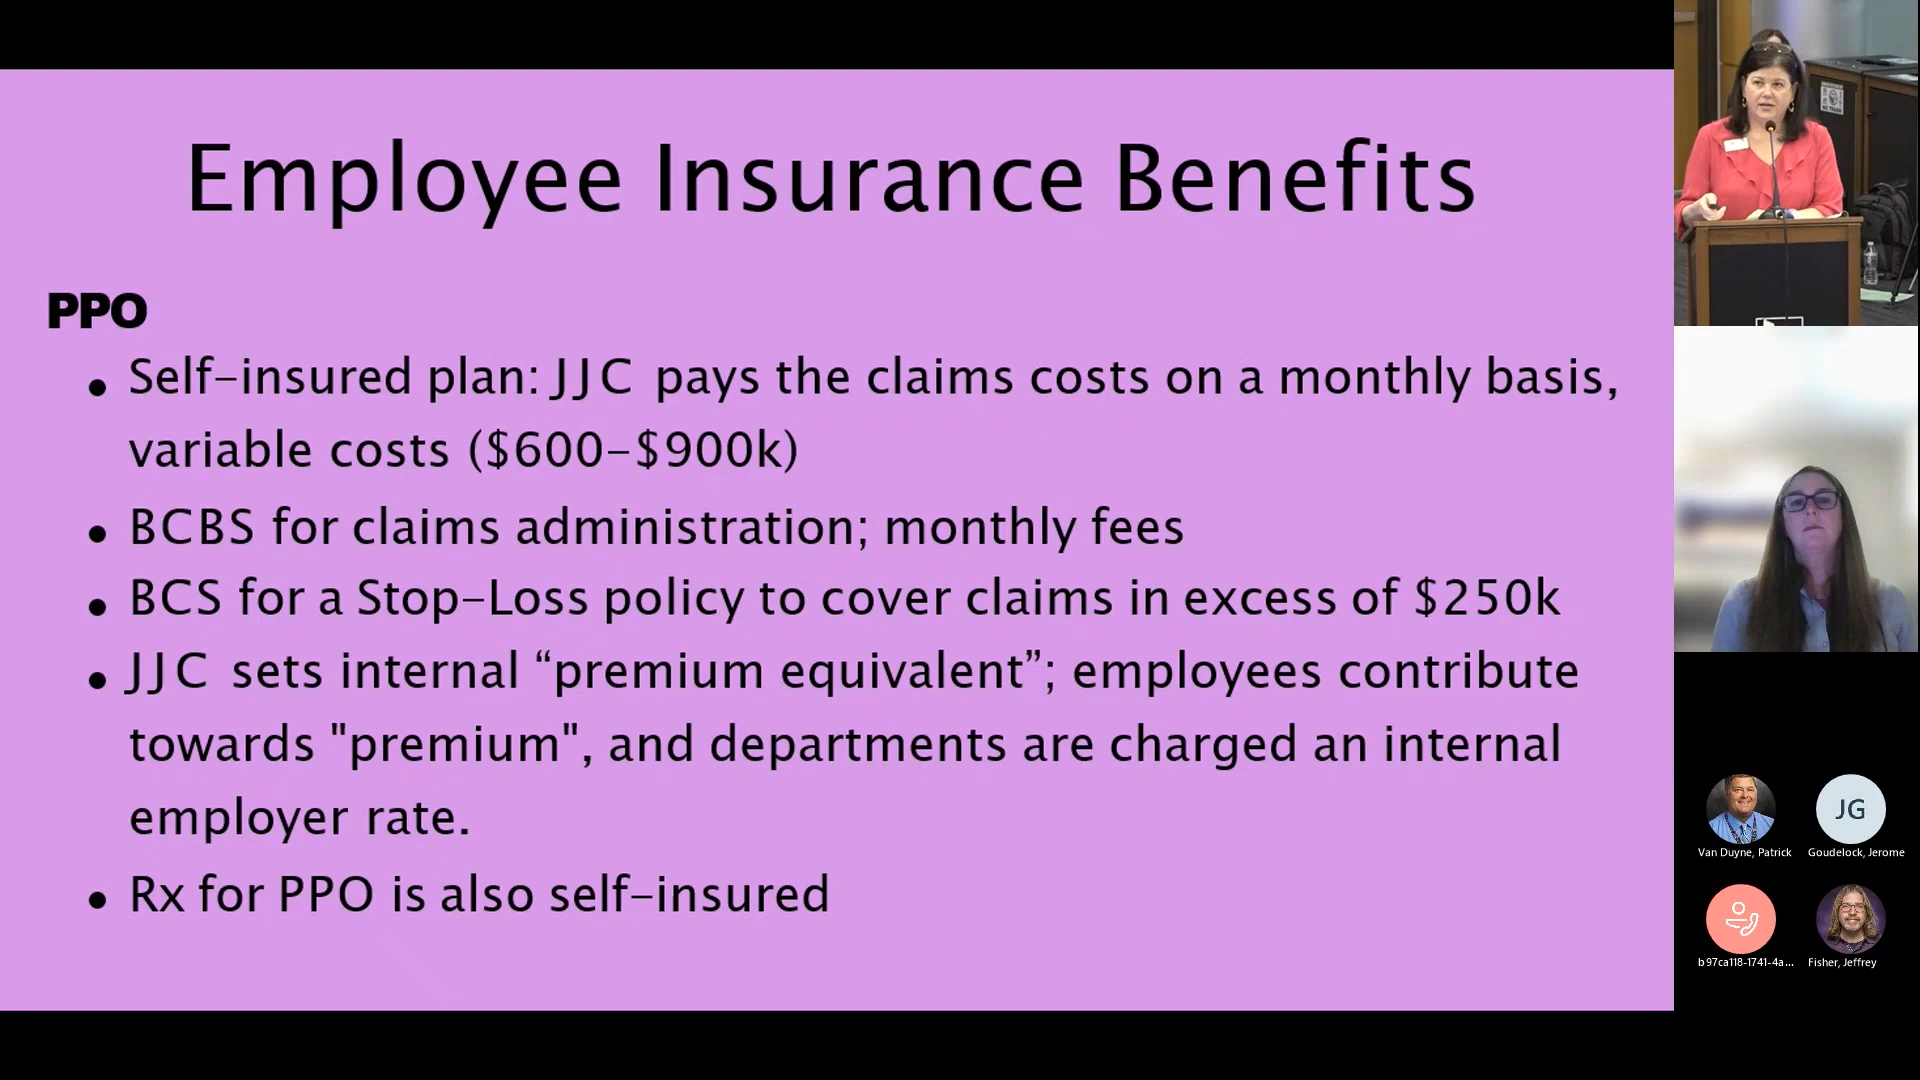 Employee Insurance Benefits
PPO
• Self-insured plan: JJC pays the claims costs on a monthly basis,
variable costs ($600-$900k)
• BCBS for claims administration; monthly fees
• BCS for a Stop-Loss policy to cover claims in excess of $250k
• JJC sets internal “premium equivalent”; employees contribute
towards "premium", and departments are charged an internal
employer rate.
• Rx for PPO is also self-insured
JG
Van Duyne, Patrick
Goudelock, Jerome
b97ca118-1741-4a...
Fisher, Jeffrey